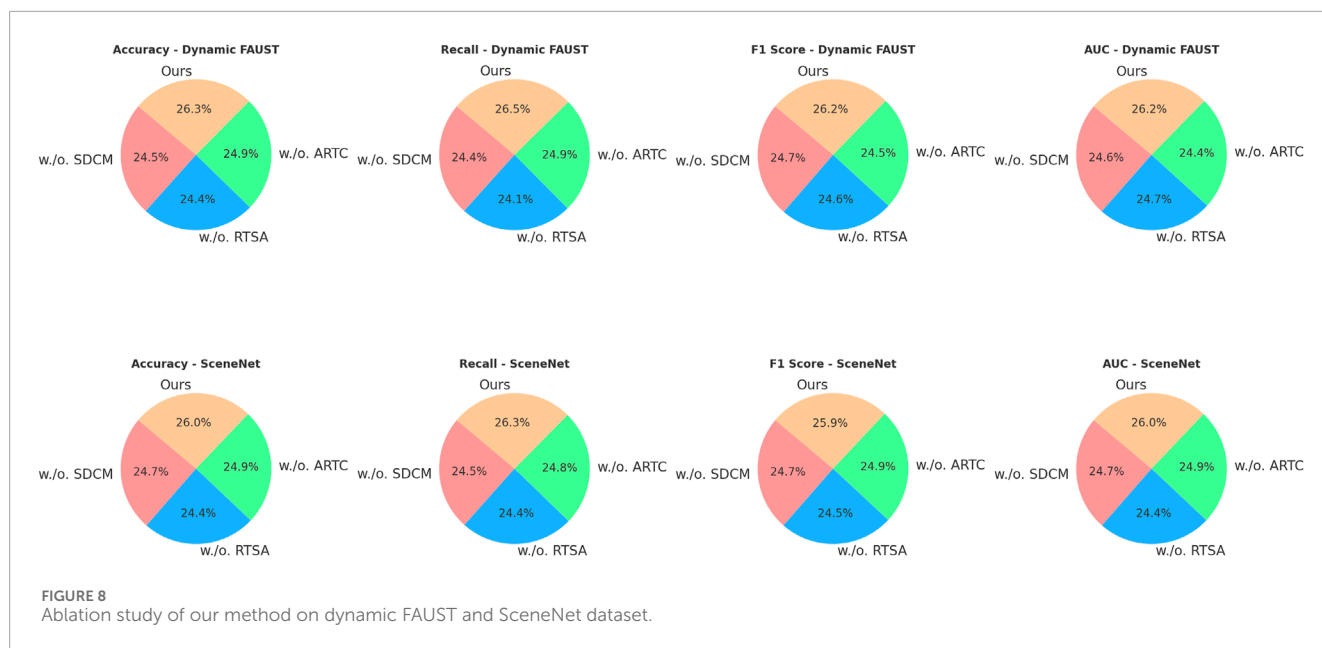 Accuracy - Dynamic FAUST
Ours
26.3%
w./o. SDCM
24.5%
24.9%
w./o. ARTC
24.4%
w./o. RTSA
Recall - Dynamic FAUST
Ours
26.5%
w./o. SDCM
24.4%
24.9%
w./o. ARTC
24.1%
w./o. RTSA
F1 Score - Dynamic FAUST
Ours
26.2%
w./o. SDCM
24.7%
24.5%
w./o. ARTC
24.6%
w./o. RTSA
AUC - Dynamic FAUST
Ours
26.2%
w./o. SDCM
24.6%
24.4%
w./o. ARTC
24.7%
w./o. RTSA
Accuracy - SceneNet
Ours
26.0%
w./o. SDCM
24.7%
24.9%
w./o. ARTC
24.4%
w./o. RTSA
Recall - SceneNet
Ours
26.3%
w./o. SDCM
24.5%
24.8%
w./o. ARTC
24.4%
w./o. RTSA
F1 Score - SceneNet
Ours
25.9%
w./o. SDCM
24.7%
24.9%
w./o. ARTC
24.5%
w./o. RTSA
AUC - SceneNet
Ours
26.0%
w./o. SDCM
24.7%
24.9%
w./o. ARTC
24.4%
w./o. RTSA
FIGURE 8
Ablation study of our method on dynamic FAUST and SceneNet dataset.